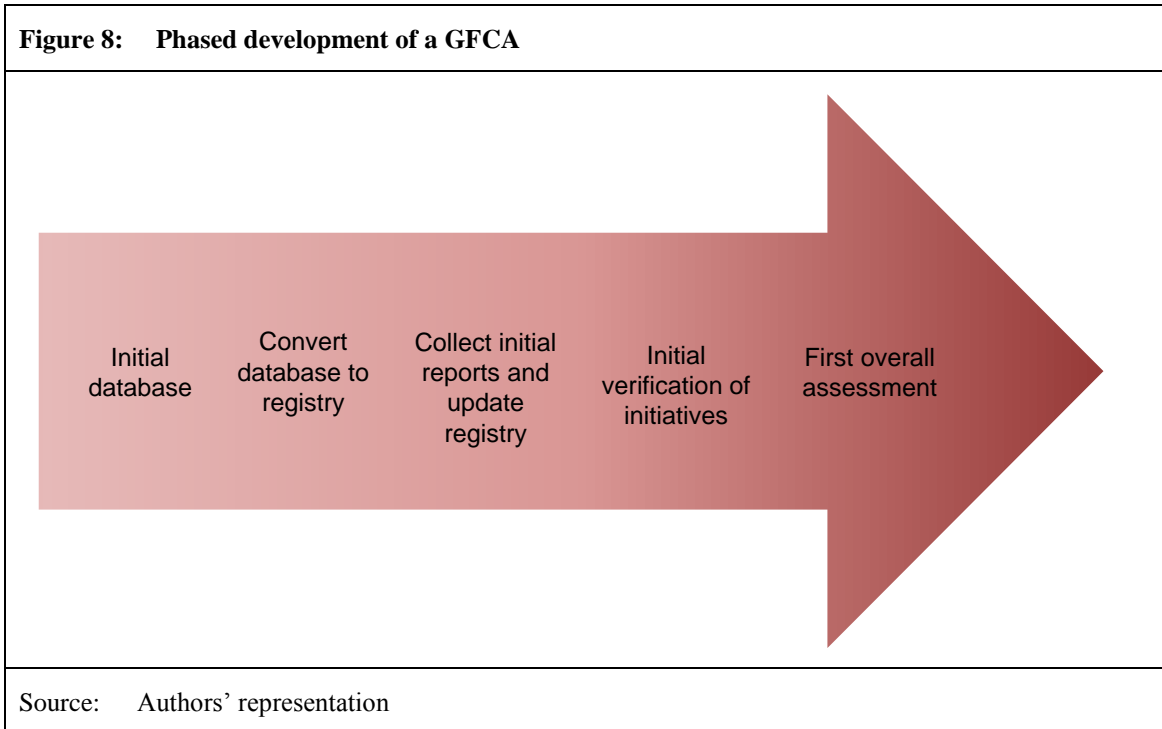 Figure 8: Phased development of a GFCA
Initial
database
Convert
database to
registry
Collect initial
reports and
update
registry
Initial
verification of
initiatives
First overall
assessment
Source: Authors’ representation